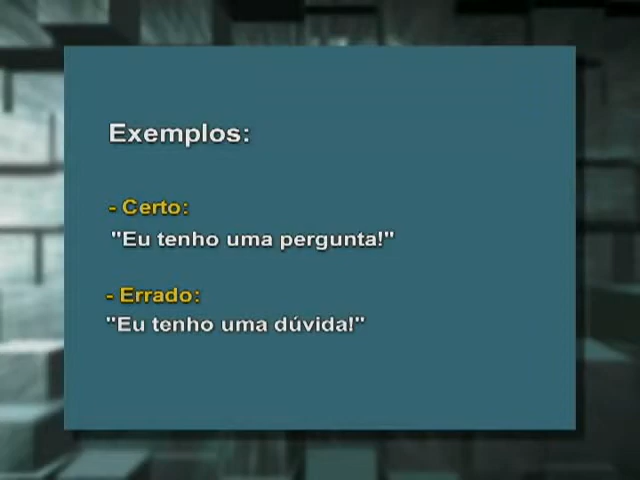 Exemplos:
- Certo:
"Eu tenho uma pergunta!"
- Errado:
"Eu tenho uma dúvida!"